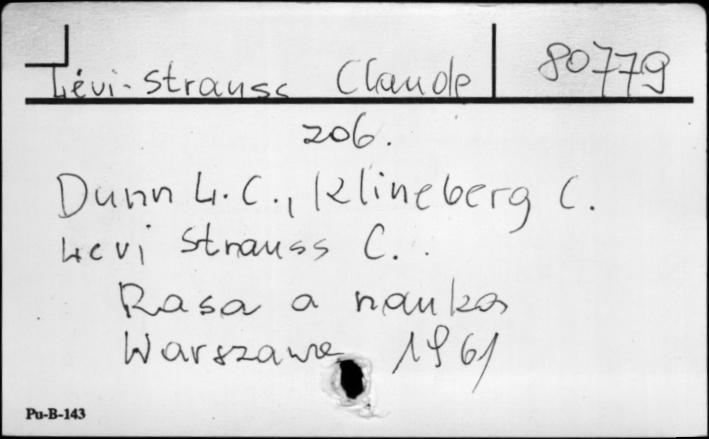 Lévi-Strauss Claude 80779
206.
Dunn L. C., Klineberg C.
Levi Strauss C.
Rasa a nauka
Warszawa 1961
Pu-B-143